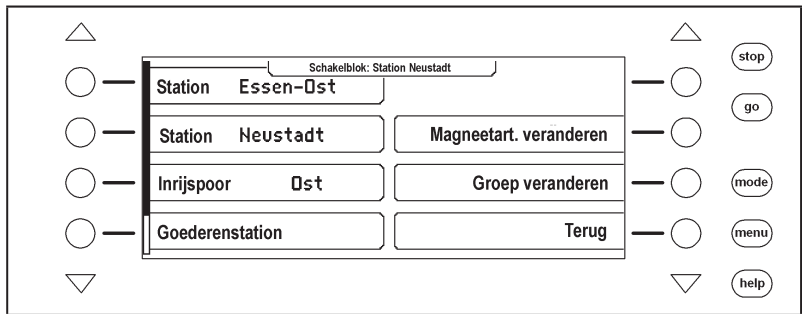 Schakelblok: Station Neustadt
Station Essen-Ost
Station Neustadt
Magneetart. veranderen
Inrijspoor Ost
Groep veranderen
Goederenstation
Terug
stop
go
mode
menu
help